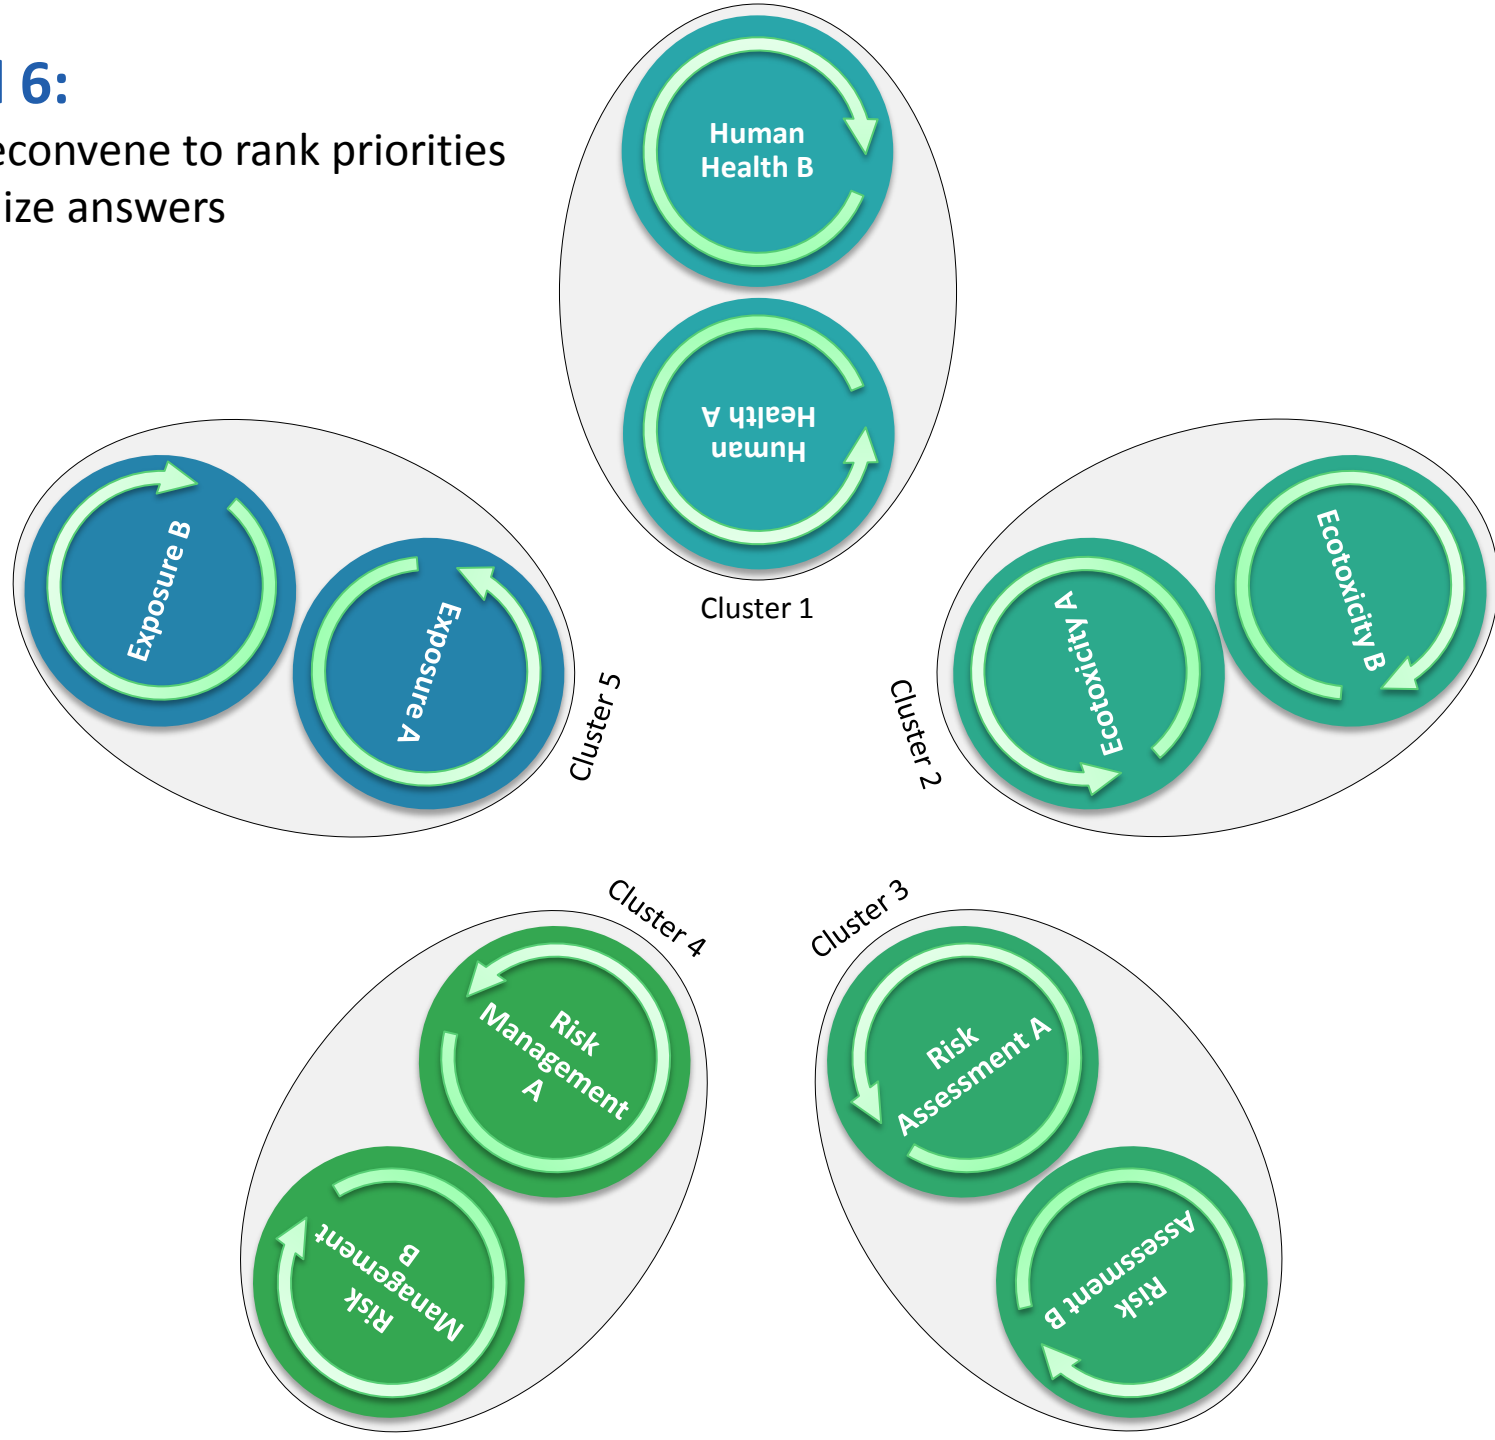 6:
econvene to rank priorities
ize answers
Human
Health B
Human
Health A
Cluster 1
Exposure B
Exposure A
Cluster 5
Ecotoxicity A
Ecotoxicity B
Cluster 2
Cluster 4
Risk
Management
A
Risk
Management
B
Cluster 3
Risk
Assessment A
Risk
Assessment B